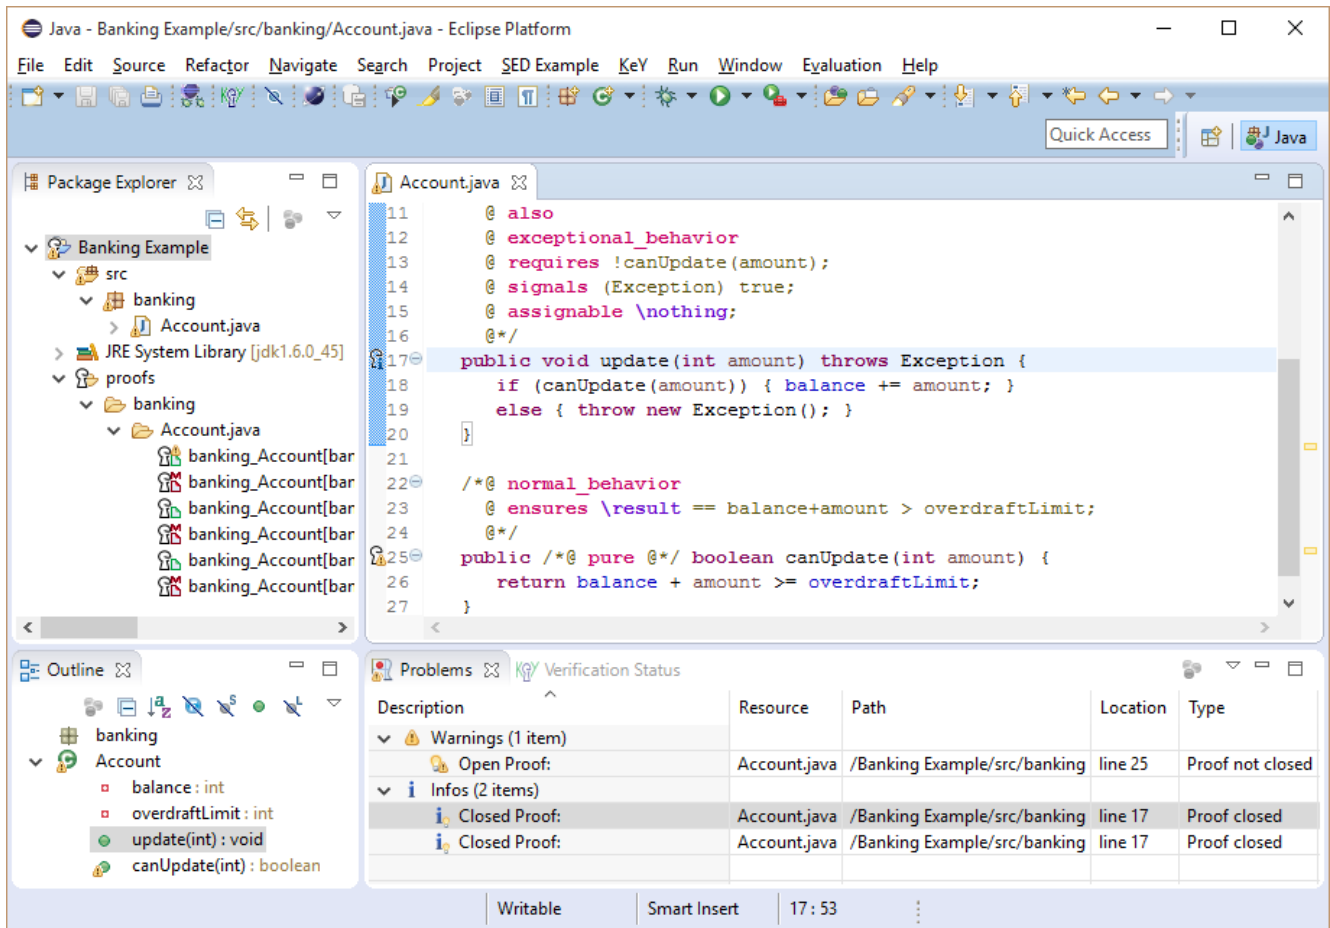 Java - Banking Example/src/banking/Account.java - Eclipse Platform
File Edit Source Refactor Navigate Search Project SED Example KeY Run Window Evaluation Help
Quick Access
Java
Package Explorer
Banking Example
src
banking
Account.java
JRE System Library [jdk1.6.0_45]
proofs
banking
Account.java
banking_Account[bar
banking_Account[bar
banking_Account[bar
banking_Account[bar
banking_Account[bar
banking_Account[bar
Account.java
11 @ also
12 @ exceptional_behavior
13 @ requires !canUpdate(amount);
14 @ signals (Exception) true;
15 @ assignable \nothing;
16 @*/
17 public void update(int amount) throws Exception {
18 if (canUpdate(amount)) { balance += amount; }
19 else { throw new Exception(); }
20 }
21
22 /*@ normal_behavior
23 @ ensures \result == balance+amount > overdraftLimit;
24 @*/
25 public /*@ pure @*/ boolean canUpdate(int amount) {
26 return balance + amount >= overdraftLimit;
27 }
Outline
banking
Account
balance : int
overdraftLimit : int
update(int) : void
canUpdate(int) : boolean
Problems KeY Verification Status
Description Resource Path Location Type
Warnings (1 item)
Open Proof: Account.java /Banking Example/src/banking line 25 Proof not closed
Infos (2 items)
Closed Proof: Account.java /Banking Example/src/banking line 17 Proof closed
Closed Proof: Account.java /Banking Example/src/banking line 17 Proof closed
Writable Smart Insert 17 : 53